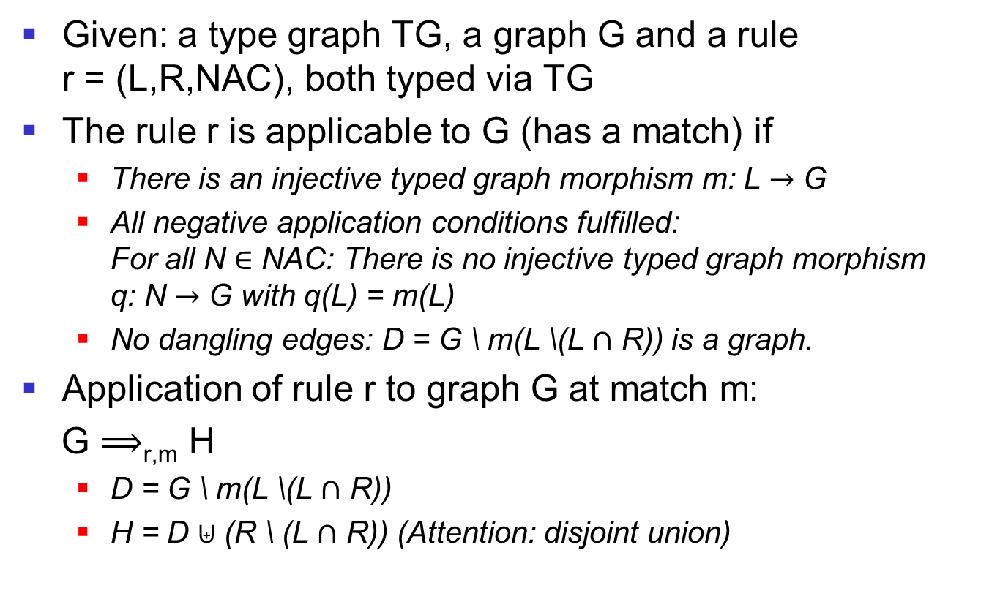 ▪ Given: a type graph TG, a graph G and a rule
r = (L,R,NAC), both typed via TG
▪ The rule r is applicable to G (has a match) if
▪ There is an injective typed graph morphism m: L → G
▪ All negative application conditions fulfilled:
For all N ∈ NAC: There is no injective typed graph morphism
q: N → G with q(L) = m(L)
▪ No dangling edges: D = G \ m(L \(L ∩ R)) is a graph.
▪ Application of rule r to graph G at match m:
G ⟹r,m H
▪ D = G \ m(L \(L ∩ R))
▪ H = D ⊎ (R \ (L ∩ R)) (Attention: disjoint union)